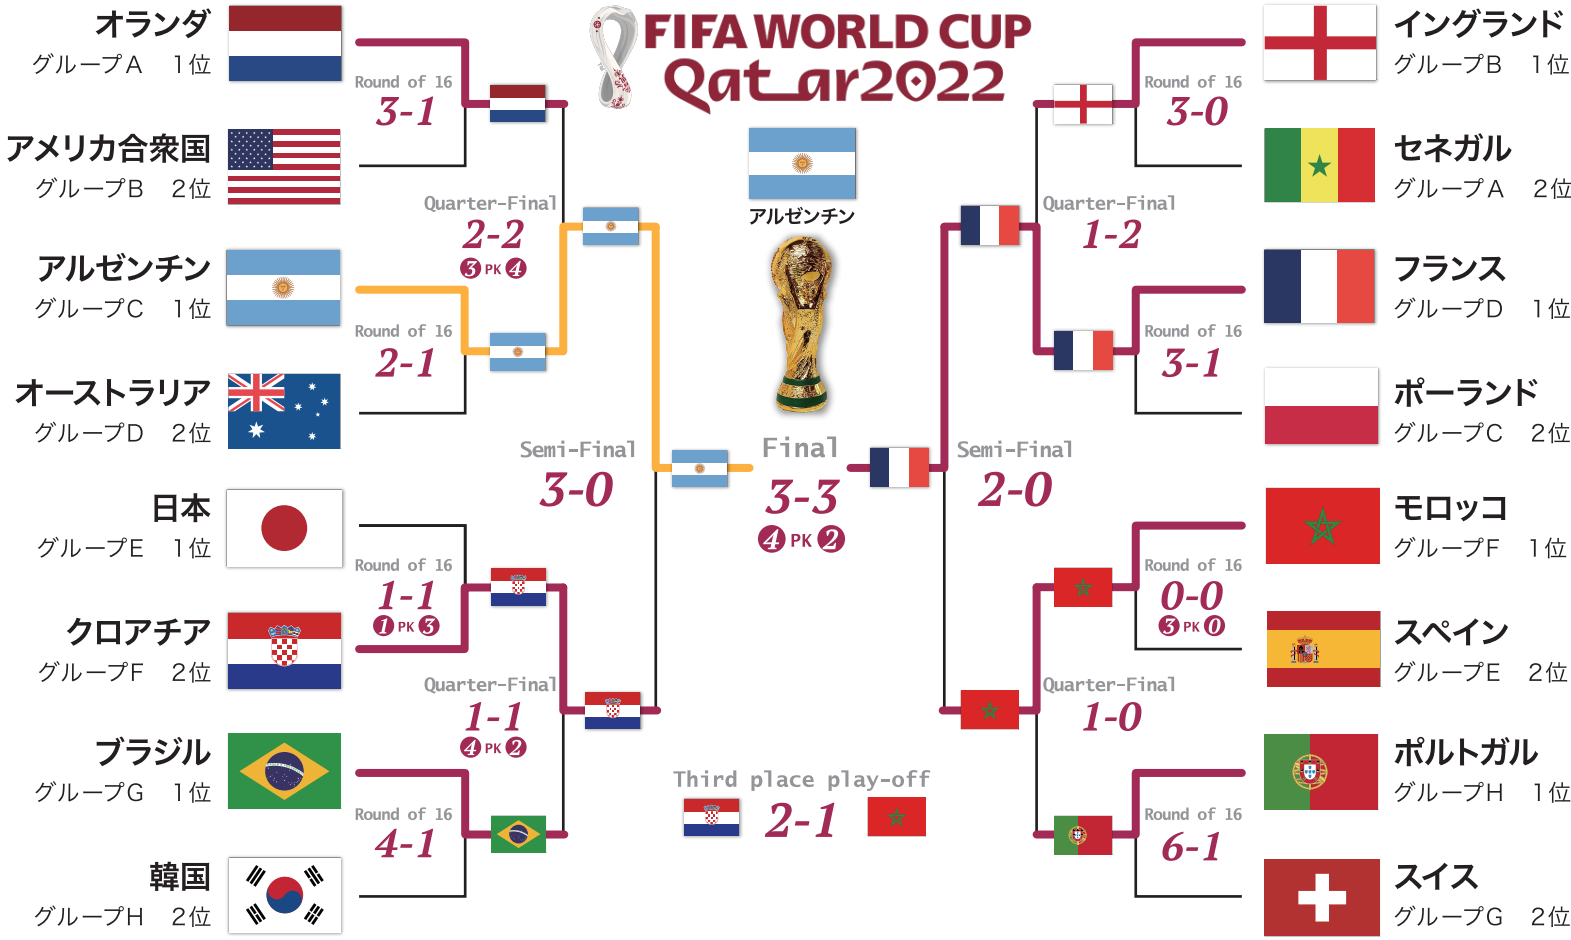 FIFA WORLD CUP
Qatar2022
オランダ
グループA 1位
アメリカ合衆国
グループB 2位
Round of 16
3-1
アルゼンチン
グループC 1位
オーストラリア
グループD 2位
Round of 16
2-1
Quarter-Final
2-2
3 PK 4
日本
グループE 1位
クロアチア
グループF 2位
Round of 16
1-1
1 PK 3
ブラジル
グループG 1位
韓国
グループH 2位
Round of 16
4-1
Quarter-Final
1-1
4 PK 2
Semi-Final
3-0
アルゼンチン
Final
3-3
4 PK 2
Third place play-off
2-1
Semi-Final
2-0
イングランド
グループB 1位
セネガル
グループA 2位
Round of 16
3-0
Quarter-Final
1-2
フランス
グループD 1位
ポーランド
グループC 2位
Round of 16
3-1
モロッコ
グループF 1位
スペイン
グループE 2位
Round of 16
0-0
3 PK 0
Quarter-Final
1-0
ポルトガル
グループH 1位
スイス
グループG 2位
Round of 16
6-1